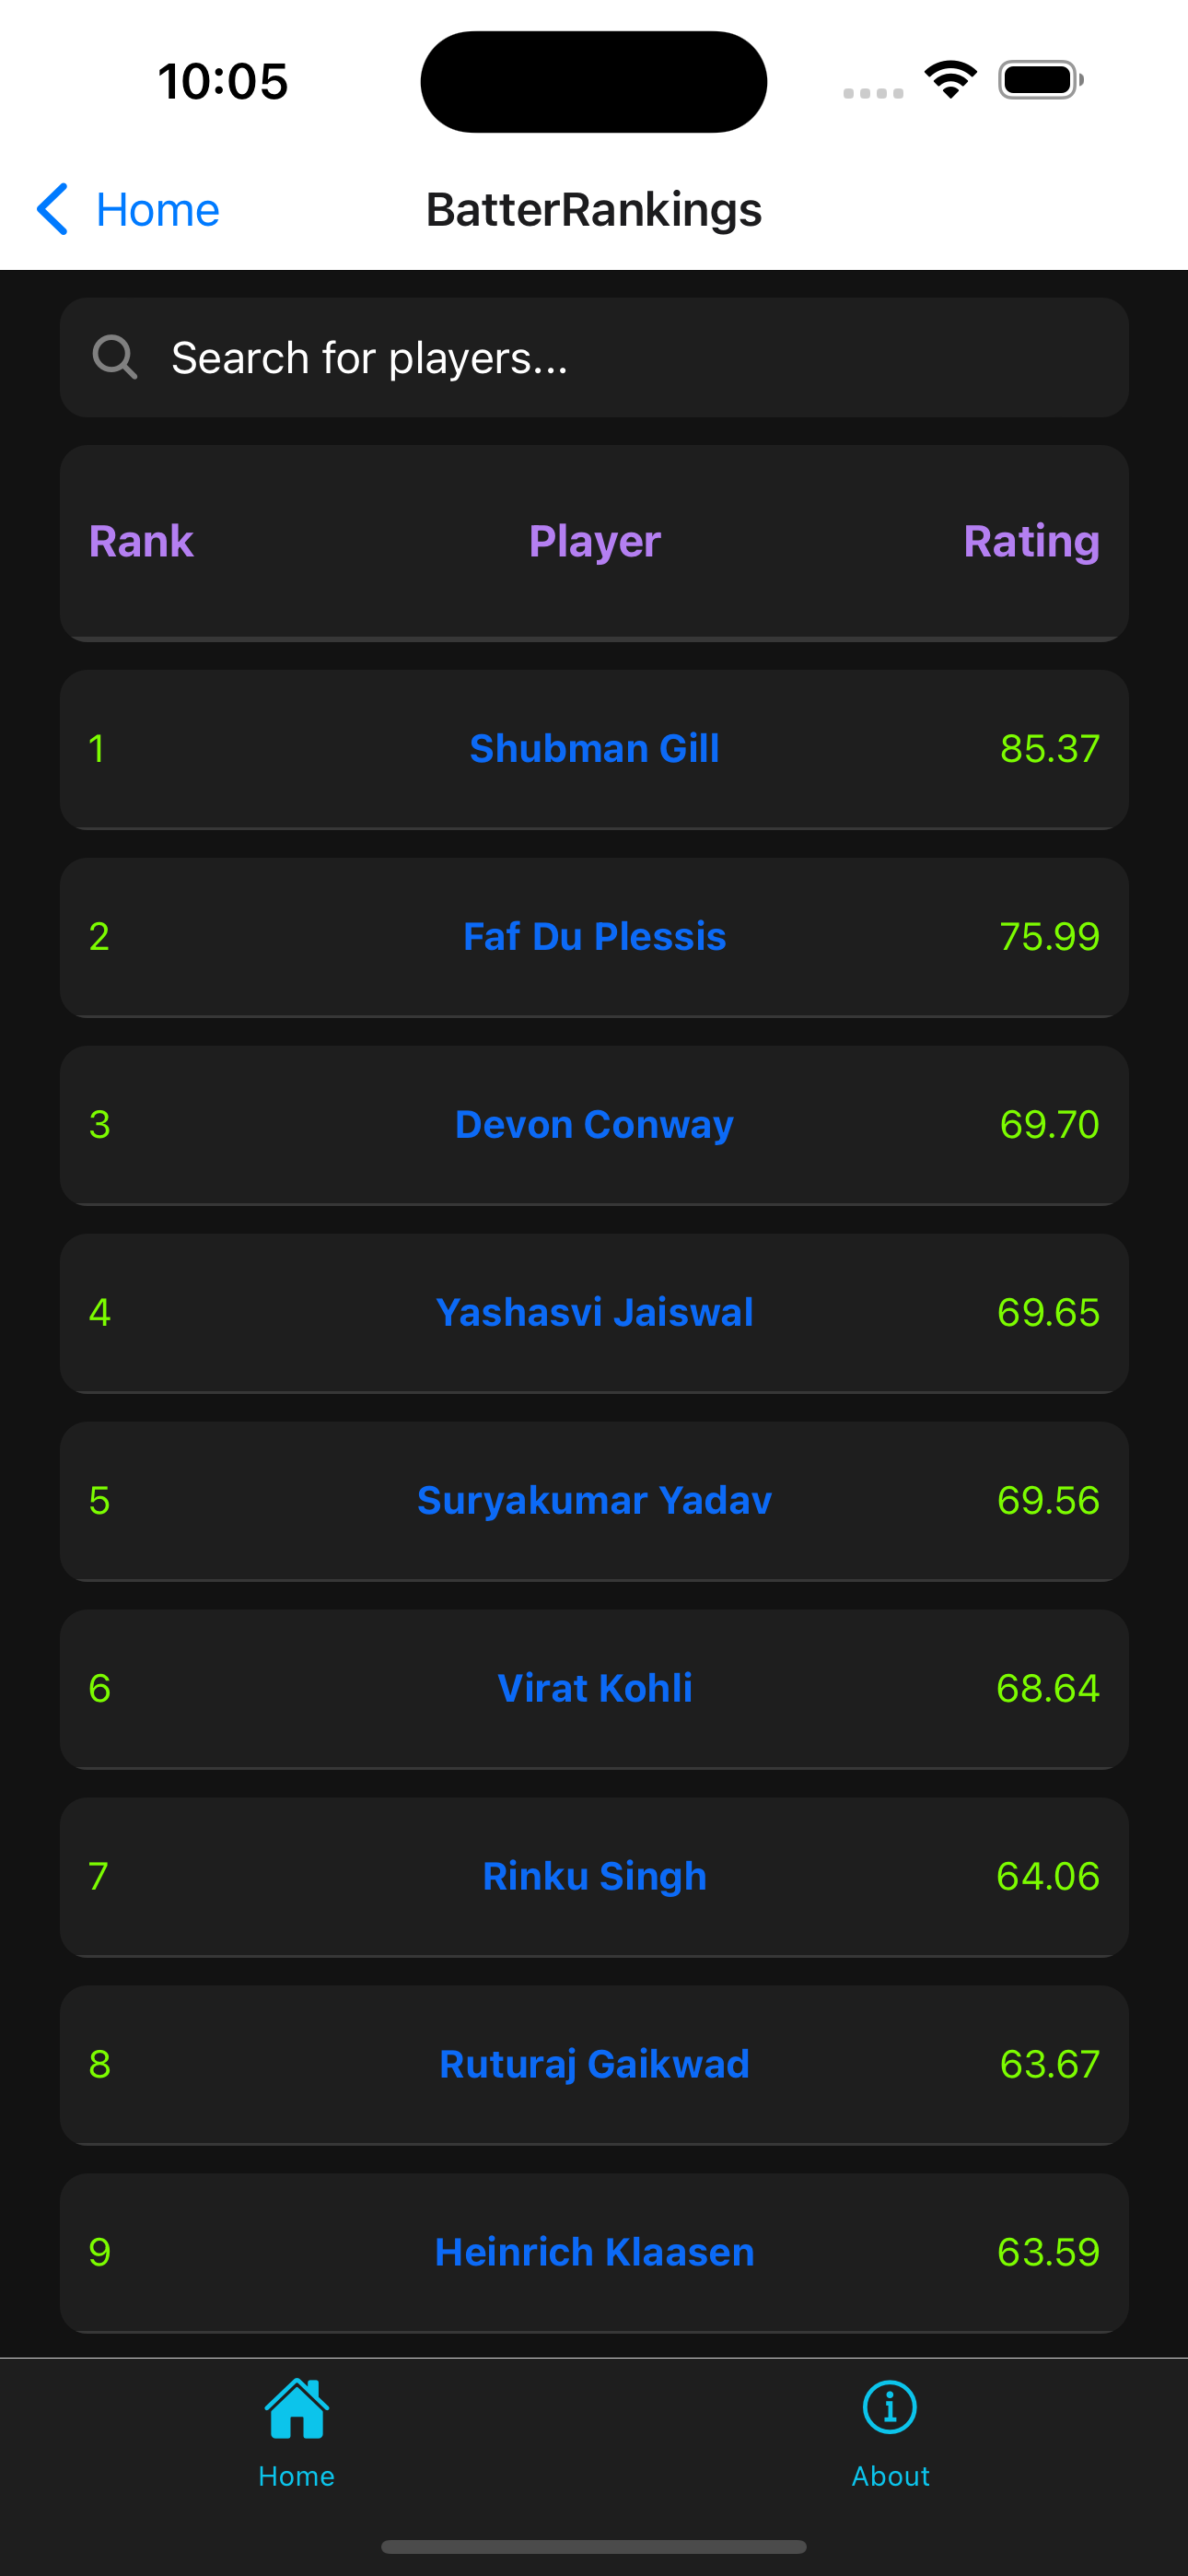 10:05
Home BatterRankings
Search for players...
Rank Player Rating
1 Shubman Gill 85.37
2 Faf Du Plessis 75.99
3 Devon Conway 69.70
4 Yashasvi Jaiswal 69.65
5 Suryakumar Yadav 69.56
6 Virat Kohli 68.64
7 Rinku Singh 64.06
8 Ruturaj Gaikwad 63.67
9 Heinrich Klaasen 63.59
Home About